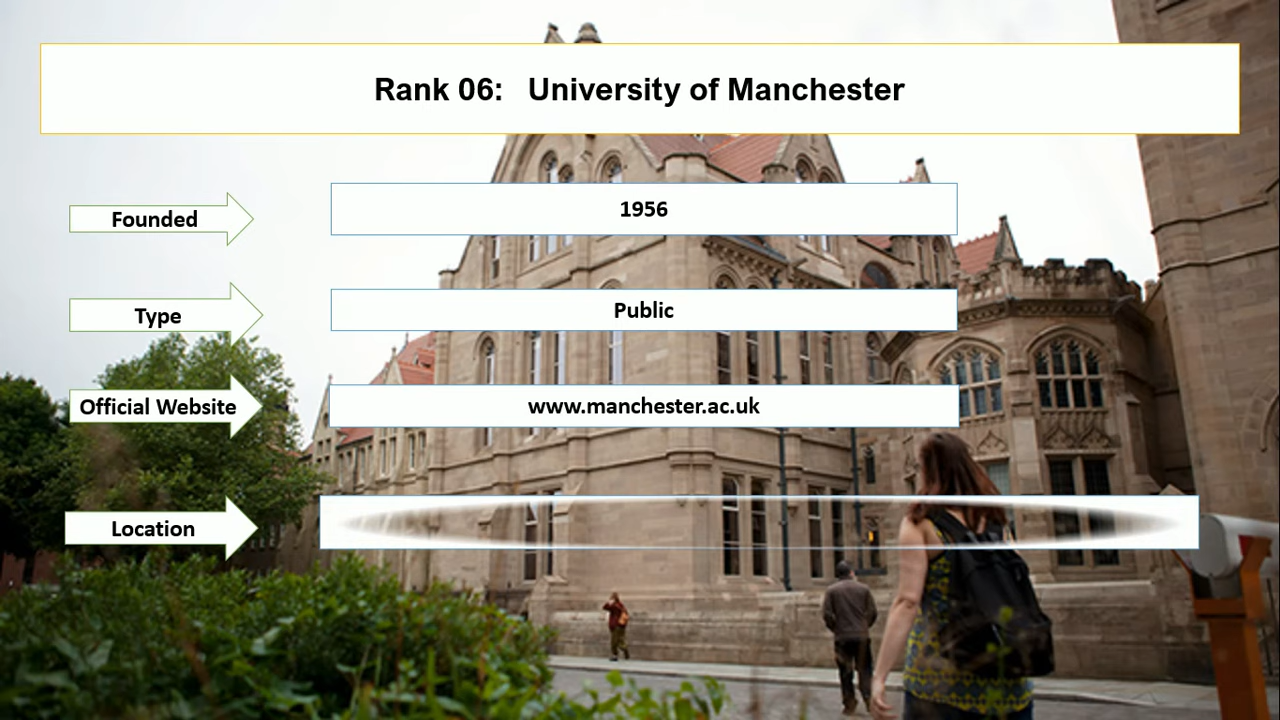 Rank 06: University of Manchester
Founded
1956
Type
Public
Official Website
www.manchester.ac.uk
Location